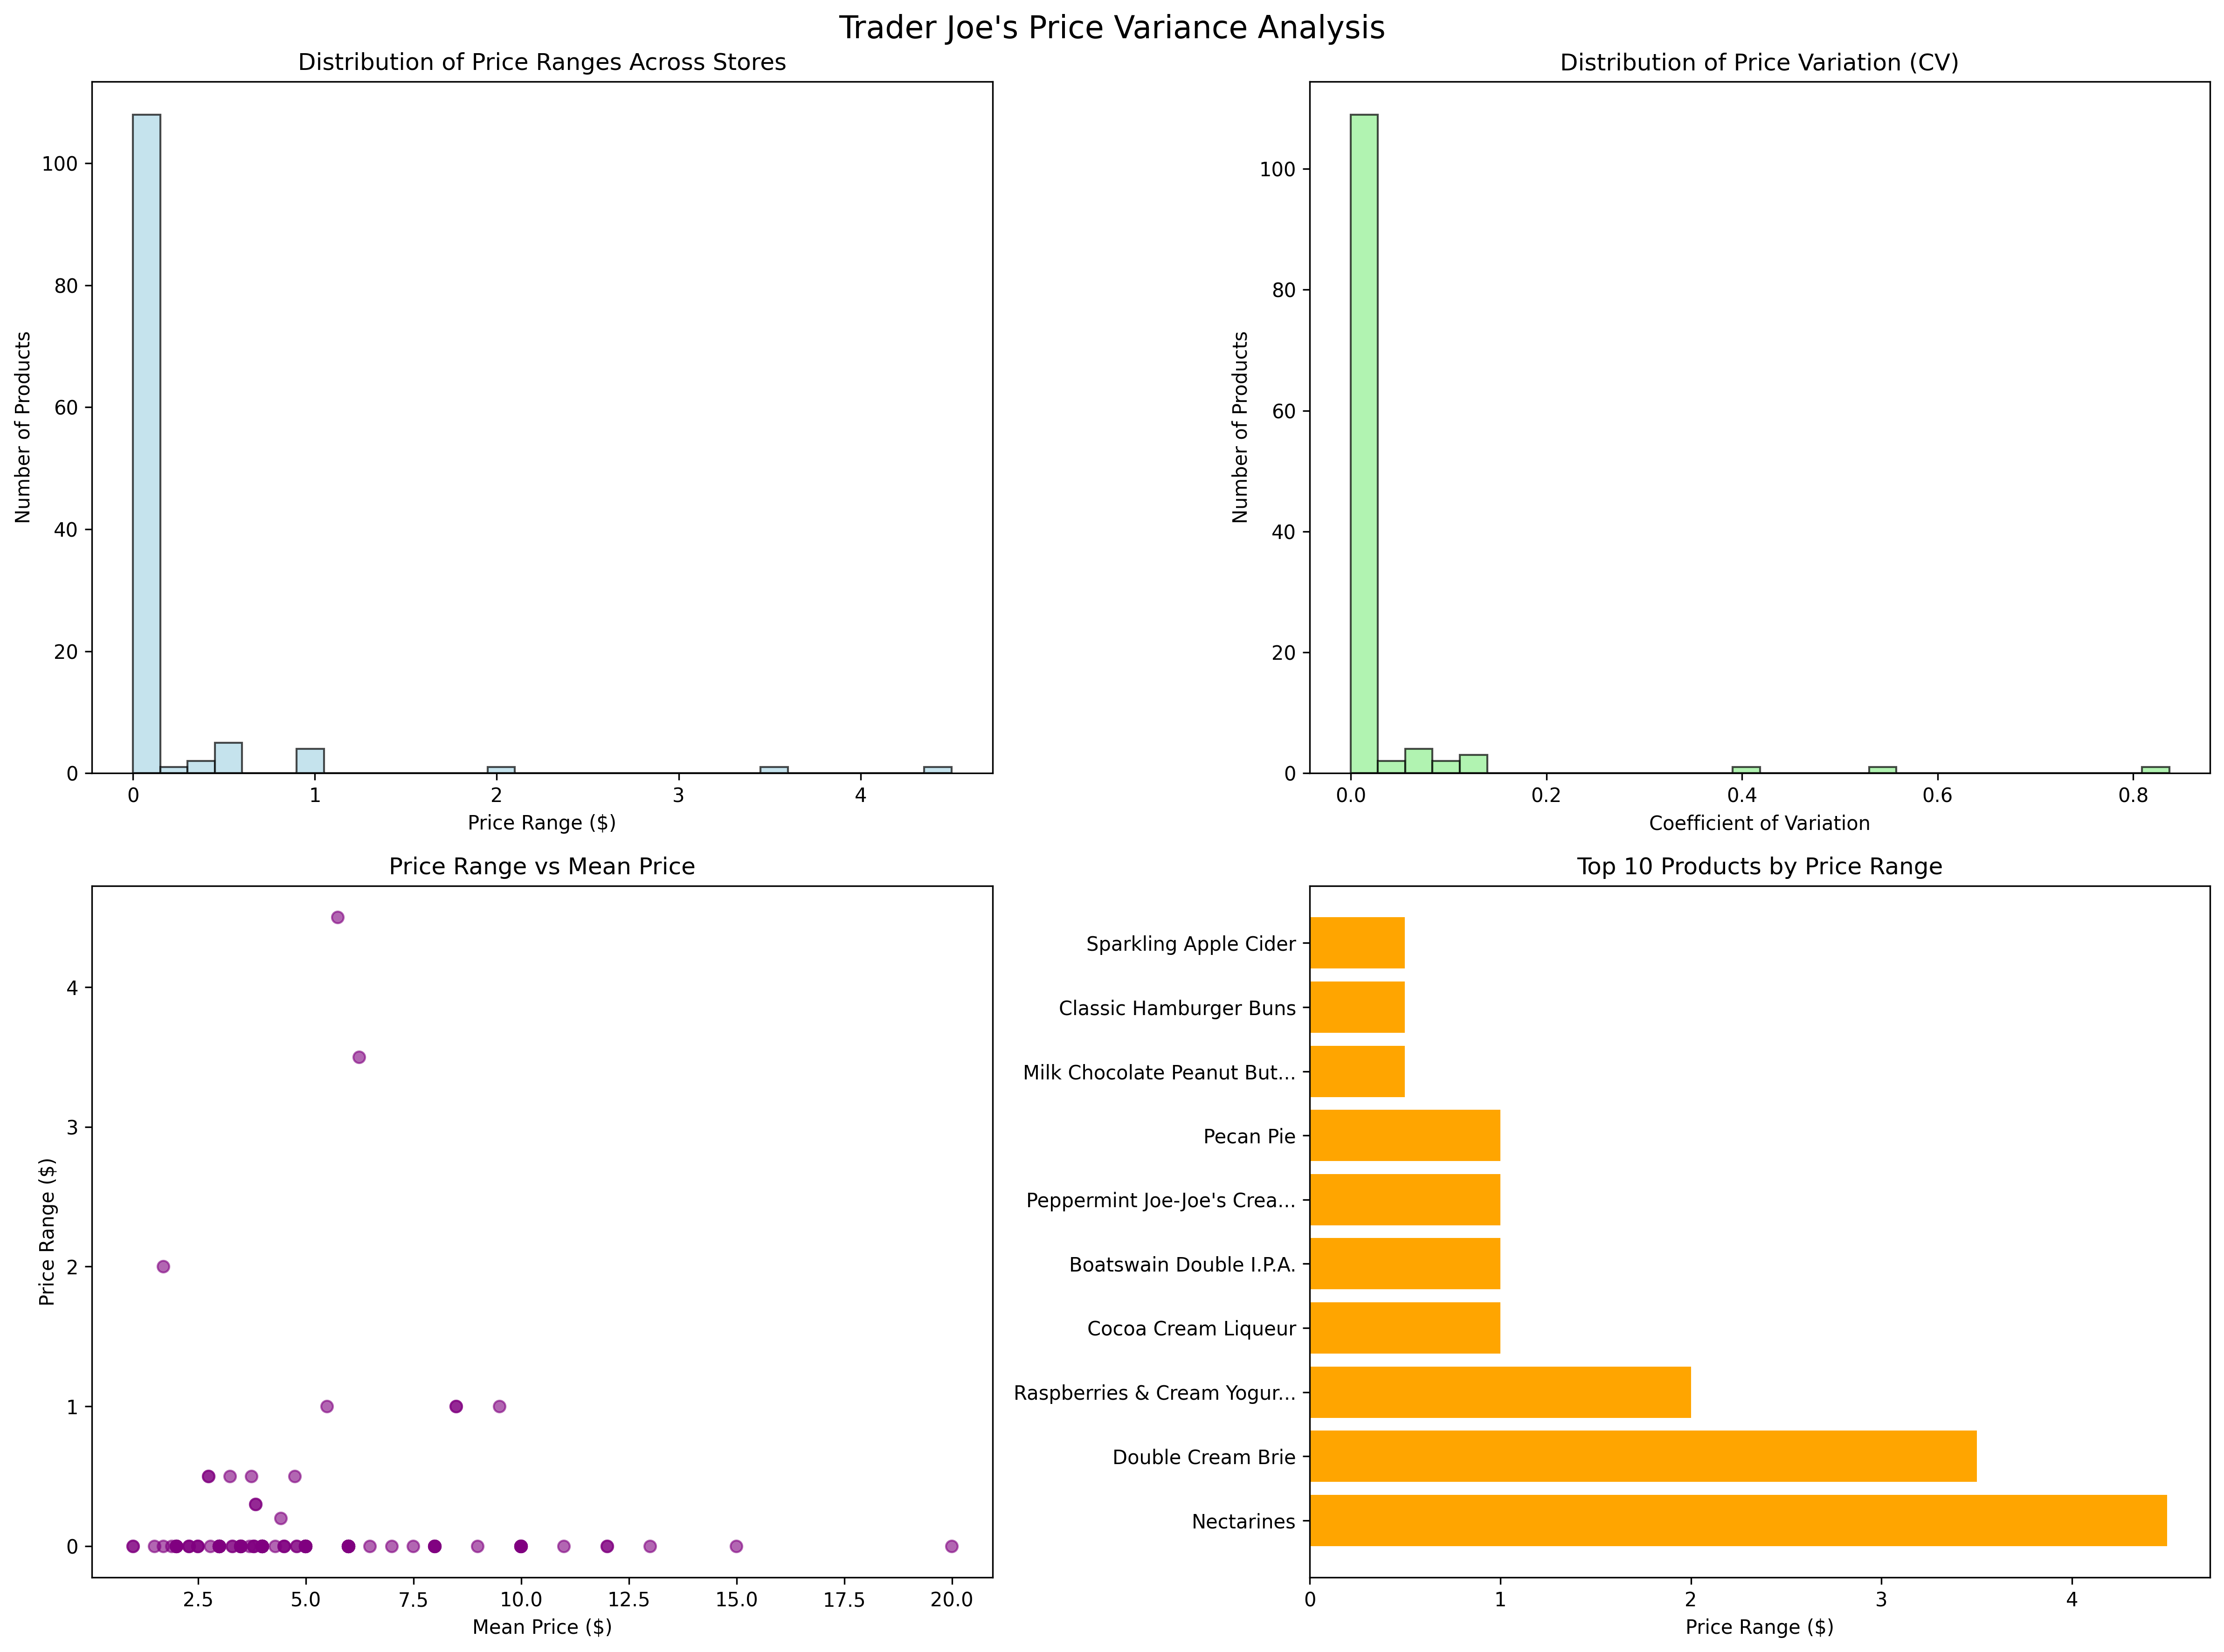 Trader Joe's Price Variance Analysis
Distribution of Price Ranges Across Stores
Number of Products
100
80
60
40
20
0
0 1 2 3 4
Price Range ($)
Distribution of Price Variation (CV)
Number of Products
100
80
60
40
20
0
0.0 0.2 0.4 0.6 0.8
Coefficient of Variation
Price Range vs Mean Price
Price Range ($)
4
3
2
1
0
2.5 5.0 7.5 10.0 12.5 15.0 17.5 20.0
Mean Price ($)
Top 10 Products by Price Range
Sparkling Apple Cider
Classic Hamburger Buns
Milk Chocolate Peanut But...
Pecan Pie
Peppermint Joe-Joe's Crea...
Boatswain Double I.P.A.
Cocoa Cream Liqueur
Raspberries & Cream Yogur...
Double Cream Brie
Nectarines
0 1 2 3 4
Price Range ($)